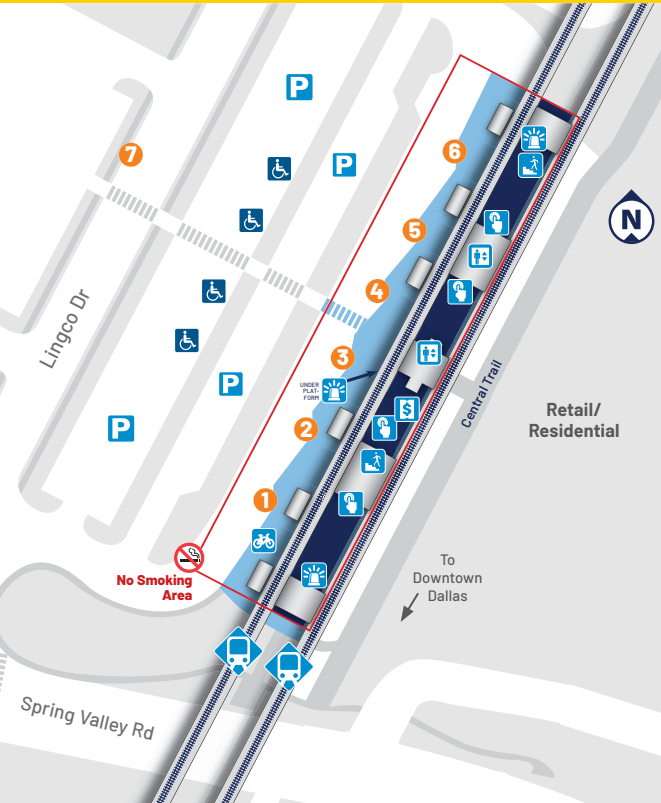 P
7
P
6
N
5
4
Lingco Dr
3
UNDER
PLAT-
FORM
Central Trail
$
P
Retail/
Residential
2
P
1
No Smoking
Area
To
Downtown
Dallas
Spring Valley Rd